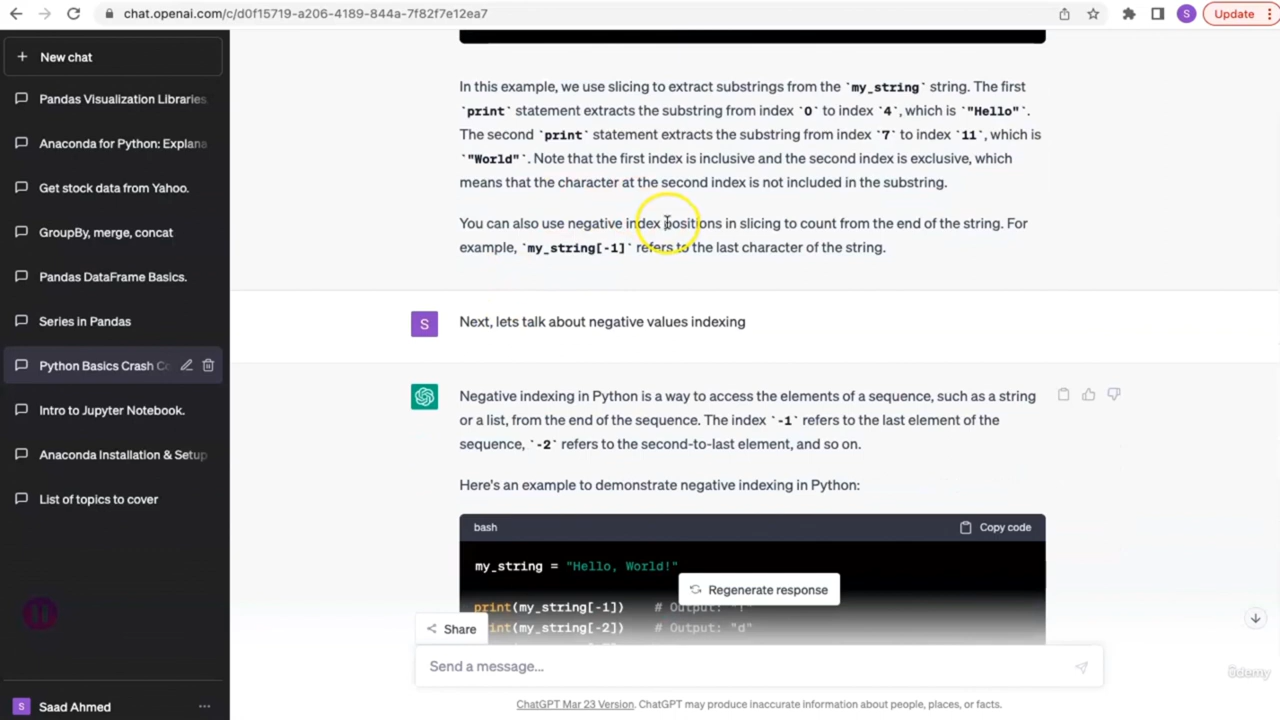 chat.openai.com/c/d0f15719-a206-4189-844a-7f82f7e12ea7
S
Update
New chat
Pandas Visualization Libraries
Anaconda for Python: Explana
Get stock data from Yahoo.
GroupBy, merge, concat
Pandas DataFrame Basics.
Series in Pandas
Python Basics Crash Co
Intro to Jupyter Notebook.
Anaconda Installation & Setup
List of topics to cover
S
Saad Ahmed
In this example, we use slicing to extract substrings from the `my_string` string. The first
`print` statement extracts the substring from index `0` to index `4`, which is `"Hello"`.
The second `print` statement extracts the substring from index `7` to index `11`, which is
`"World"`. Note that the first index is inclusive and the second index is exclusive, which
means that the character at the second index is not included in the substring.
You can also use negative index positions in slicing to count from the end of the string. For
example, `my_string[-1]` refers to the last character of the string.
S
Next, lets talk about negative values indexing
Negative indexing in Python is a way to access the elements of a sequence, such as a string
or a list, from the end of the sequence. The index `-1` refers to the last element of the
sequence, `-2` refers to the second-to-last element, and so on.
Here's an example to demonstrate negative indexing in Python:
bash
Copy code
my_string = "Hello, World!"
Regenerate response
print(my_string[-1]) # Output: "!"
Share
(my_string[-2]) # Output: "d"
Send a message...
ChatGPT Mar 23 Version. ChatGPT may produce inaccurate information about people, places, or facts.
ûdemy